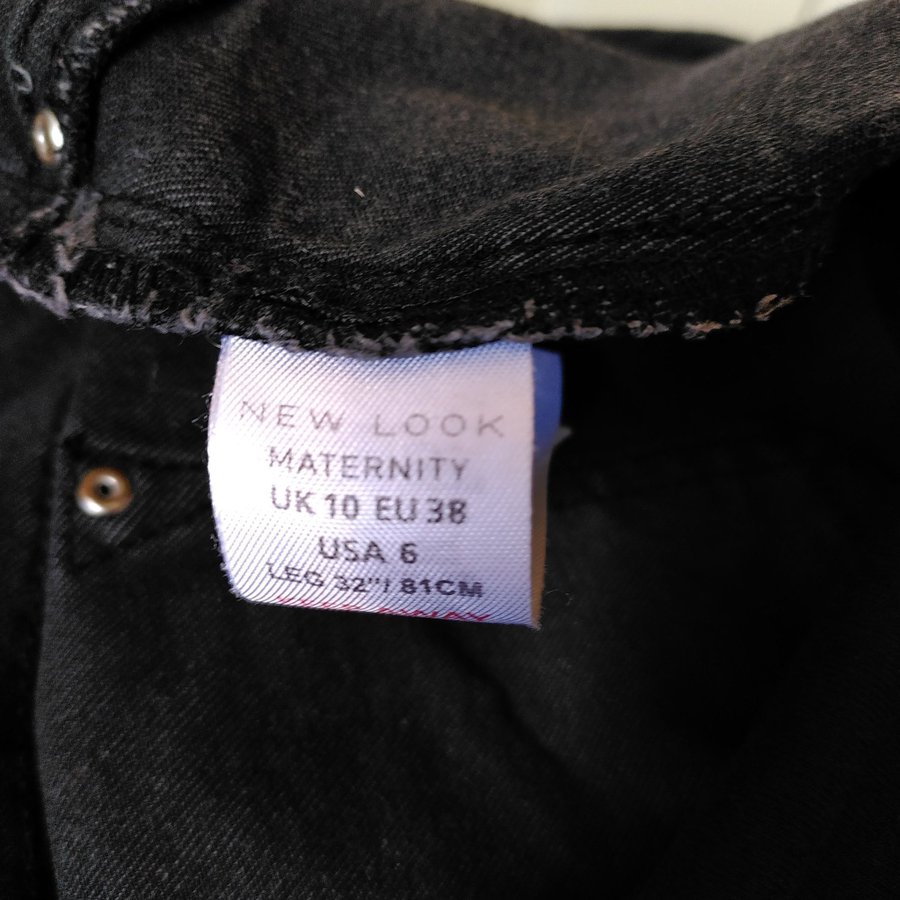 NEW LOOK
MATERNITY
UK 10 EU 38
USA 6
LEG 32"/ 81CM